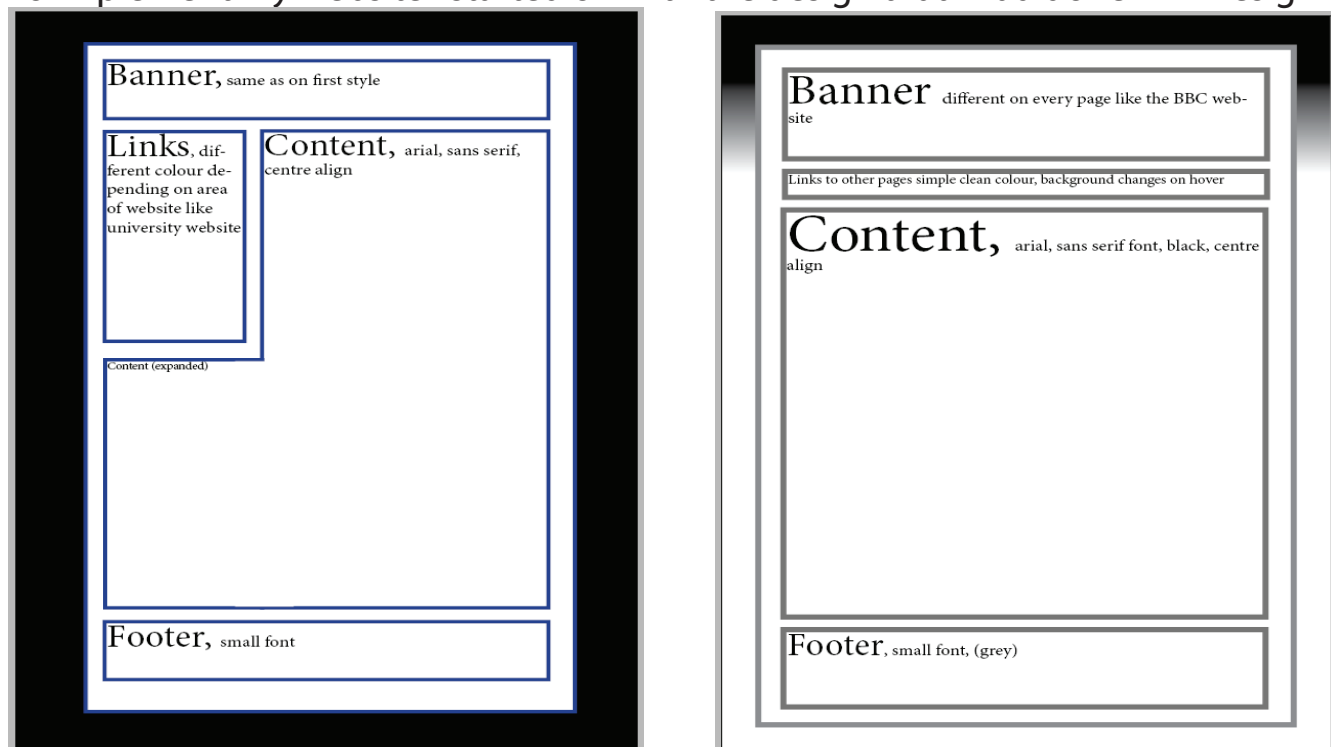 Banner, same as on first style
Links, dif-
ferent colour de-
pending on area
of website like
university website
Content, arial, sans serif,
centre align
Content (expanded)
Footer, small font
Banner different on every page like the BBC web-
site
Links to other pages simple clean colour, background changes on hover
Content, arial, sans serif font, black, centre
align
Footer, small font, (grey)